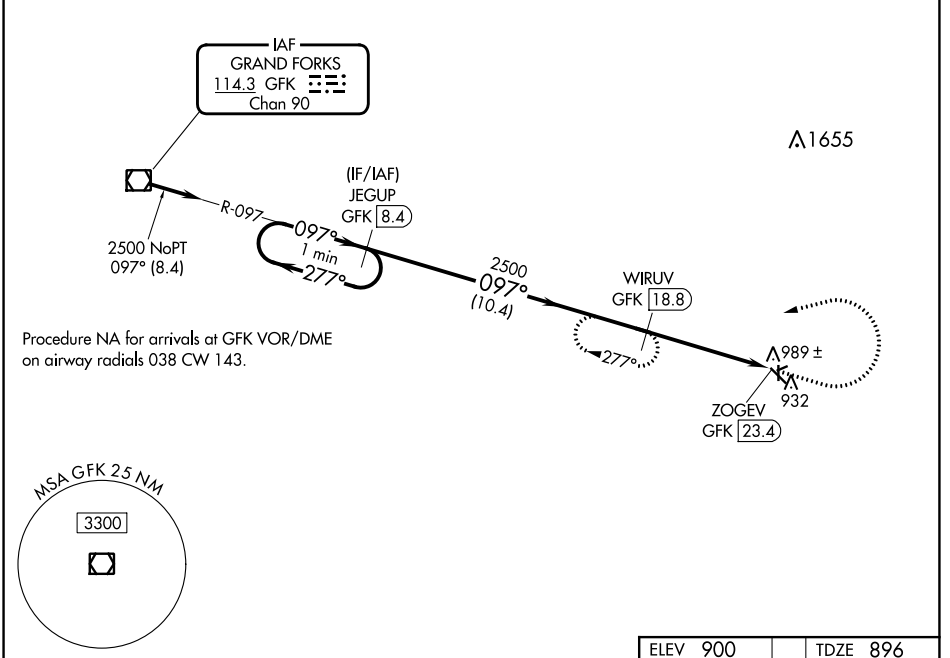 IAF
GRAND FORKS
114.3 GFK
Chan 90
1655
(IF/IAF)
JEGUP
GFK 8.4
R-097
097°
1 min
277°
2500 NoPT
097° (8.4)
2500
097°
(10.4)
WIRUV
GFK 18.8
277°
Procedure NA for arrivals at GFK VOR/DME
on airway radials 038 CW 143.
989 ±
932
ZOGEV
GFK 23.4
MSA GFK 25 NM
3300
ELEV 900
TDZE 896